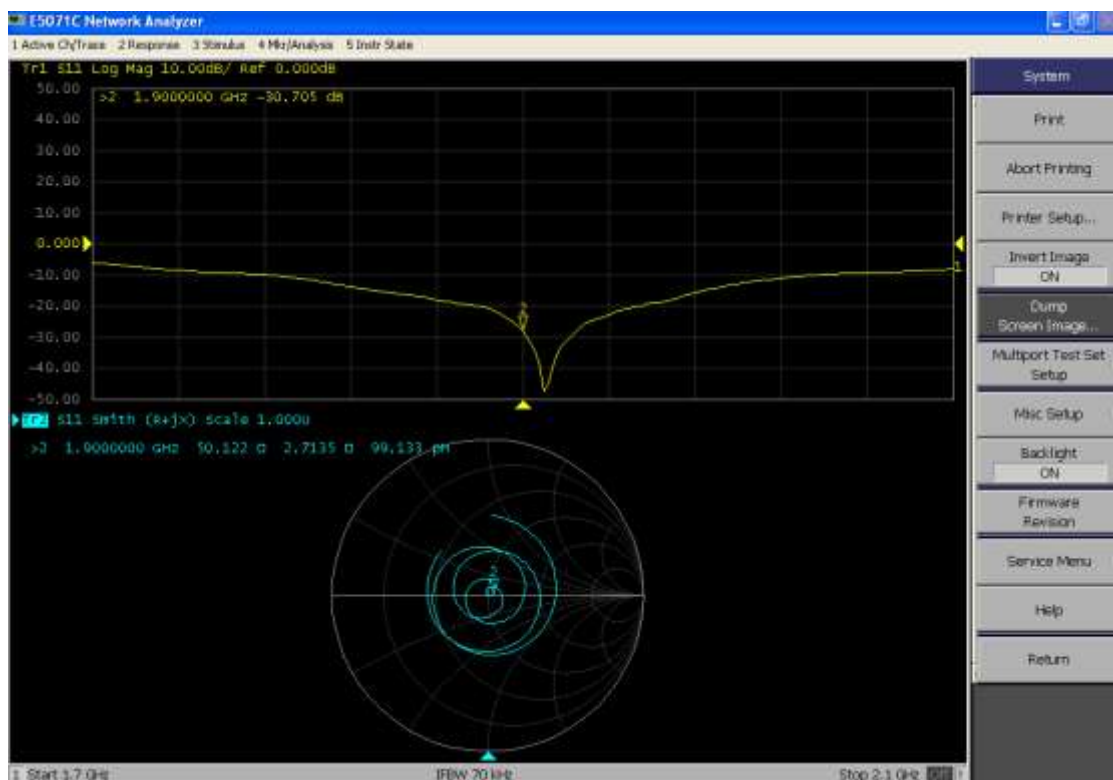 E5071C Network Analyzer
1 Active Ch/Trace 2 Response 3 Stimulus 4 Mkr/Analysis 5 Instr State
Tr1 S11 Log Mag 10.00dB/ Ref 0.000dB
>2 1.9000000 GHz -30.705 dB
50.00
40.00
30.00
20.00
10.00
0.000
-10.00
-20.00
-30.00
-40.00
-50.00
2
1
Tr2 S11 Smith (R+jX) Scale 1.000U
>2 1.9000000 GHz 50.122 Ω 2.7135 Ω 99.133 pH
2
System
Print
Abort Printing
Printer Setup...
Invert Image
ON
Dump
Screen Image...
Multiport Test Set
Setup
Misc Setup
Backlight
ON
Firmware
Revision
Service Menu
Help
Return
1 Start 1.7 GHz IFBW 70 kHz Stop 2.1 GHz